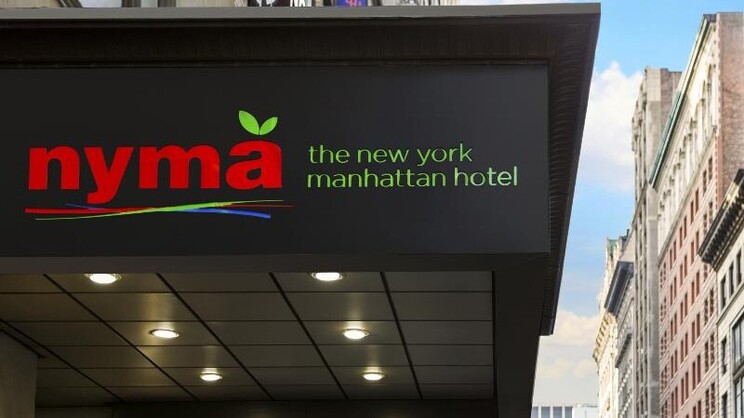 nyma
the new york
manhattan hotel